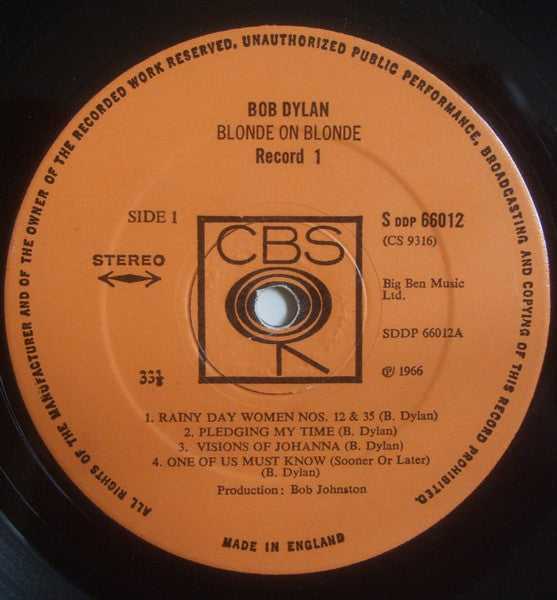 ALL RIGHTS OF THE MANUFACTURER AND OF THE OWNER OF THE RECORDED WORK RESERVED. UNAUTHORIZED PUBLIC PERFORMANCE, BROADCASTING AND COPYING OF THIS RECORD PROHIBITED.
BOB DYLAN
BLONDE ON BLONDE
Record 1
SIDE 1
S DDP 66012
(CS 9316)
CBS
STEREO
Big Ben Music
Ltd.
SDDP 66012A
33⅓
℗ 1966
1. RAINY DAY WOMEN NOS. 12 & 35 (B. Dylan)
2. PLEDGING MY TIME (B. Dylan)
3. VISIONS OF JOHANNA (B. Dylan)
4. ONE OF US MUST KNOW (Sooner Or Later)
(B. Dylan)
Production : Bob Johnston
MADE IN ENGLAND